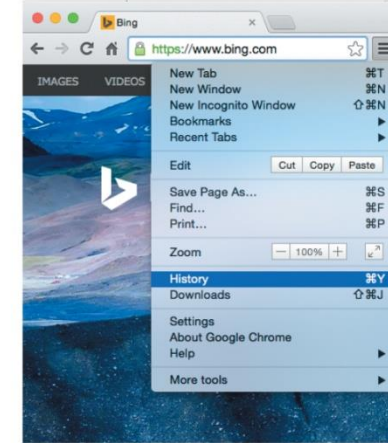 Bing
https://www.bing.com
IMAGES VIDEOS
New Tab ⌘T
New Window ⌘N
New Incognito Window ⇧⌘N
Bookmarks
Recent Tabs
Edit Cut Copy Paste
Save Page As... ⌘S
Find... ⌘F
Print... ⌘P
Zoom — 100% +
History ⌘Y
Downloads ⇧⌘J
Settings
About Google Chrome
Help
More tools